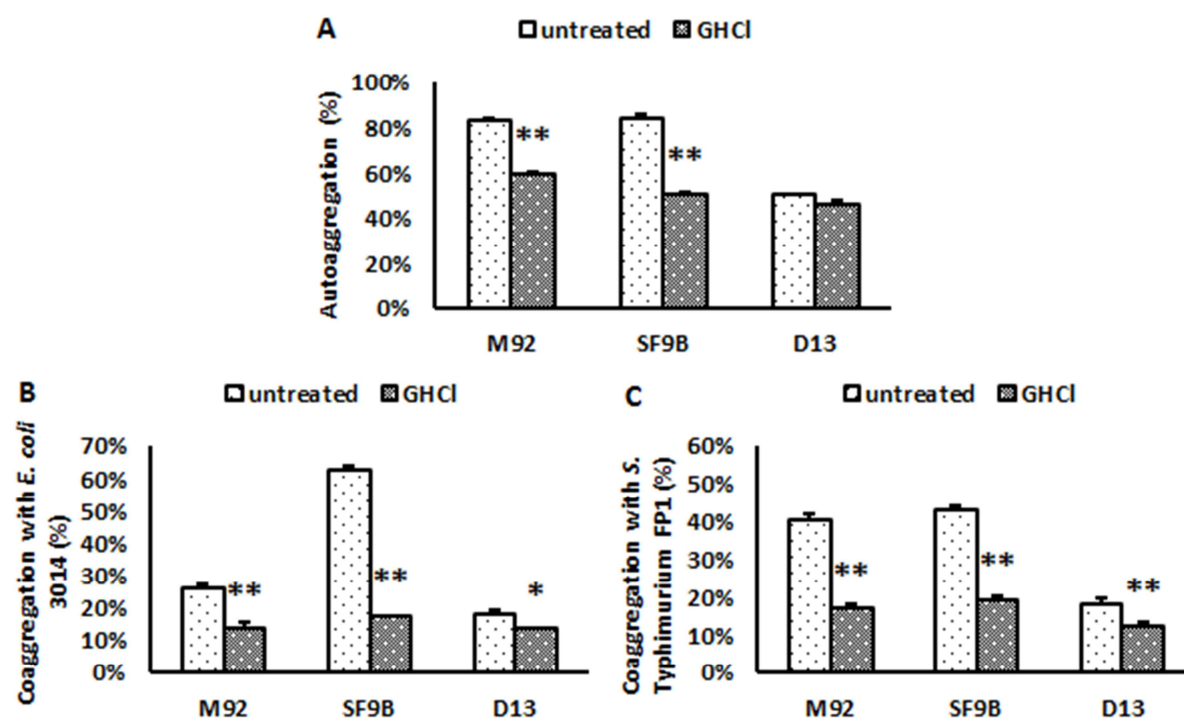 A
untreated GHCl
Autoaggregation (%)
100%
80%
60%
40%
20%
0%
**
**
M92 SF9B D13
B
untreated GHCl
Coaggregation with E. coli
3014 (%)
70%
60%
50%
40%
30%
20%
10%
0%
**
**
*
M92 SF9B D13
C
untreated GHCl
Coaggregation with S.
Typhimurium FP1 (%)
60%
50%
40%
30%
20%
10%
0%
**
**
**
M92 SF9B D13